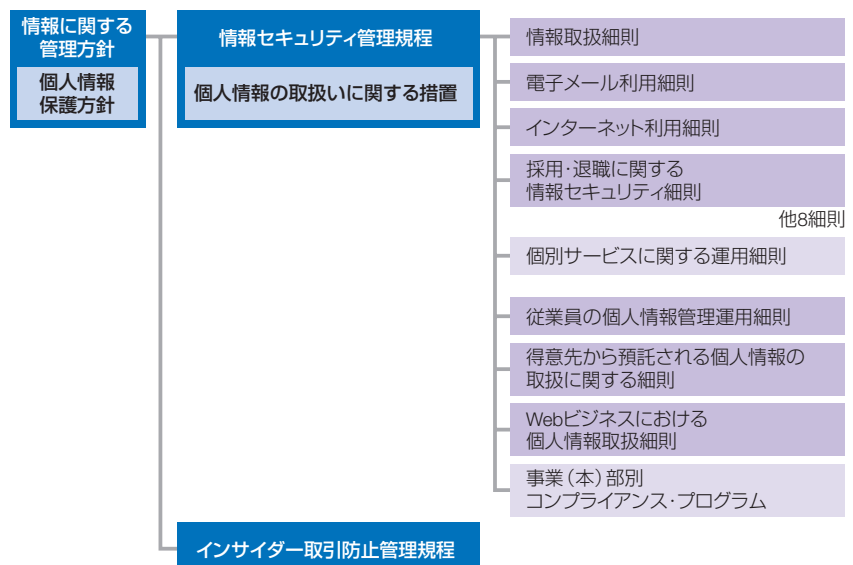 情報に関する
管理方針
個人情報
保護方針
情報セキュリティ管理規程
個人情報の取扱いに関する措置
情報取扱細則
電子メール利用細則
インターネット利用細則
採用・退職に関する
情報セキュリティ細則
他8細則
個別サービスに関する運用細則
従業員の個人情報管理運用細則
得意先から預託される個人情報の
取扱に関する細則
Webビジネスにおける
個人情報取扱細則
事業（本）部別
コンプライアンス・プログラム
インサイダー取引防止管理規程